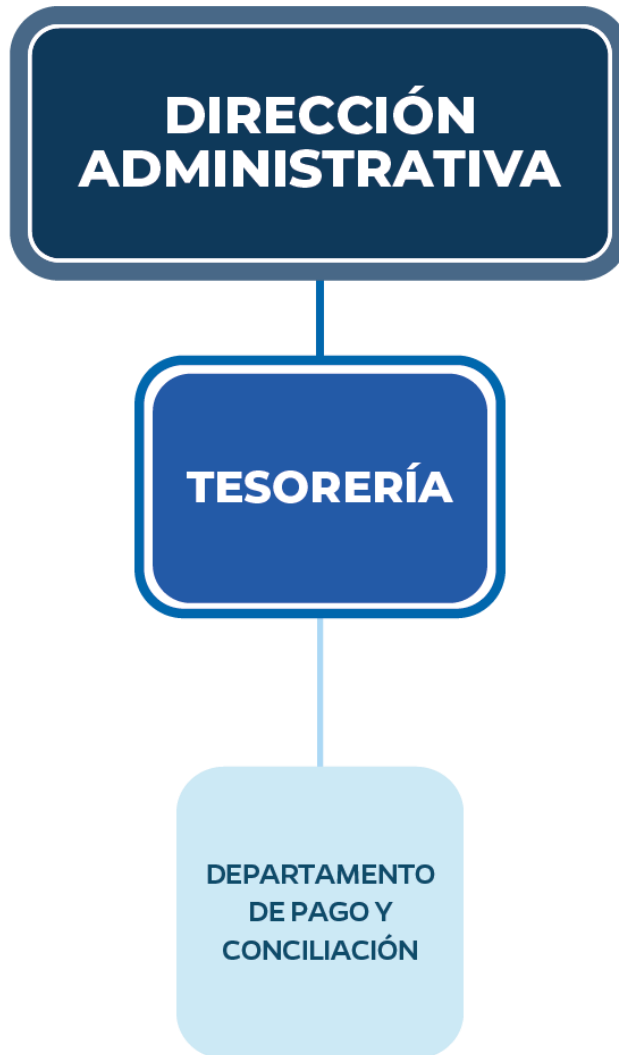 DIRECCIÓN
ADMINISTRATIVA
TESORERÍA
DEPARTAMENTO
DE PAGO Y
CONCILIACIÓN